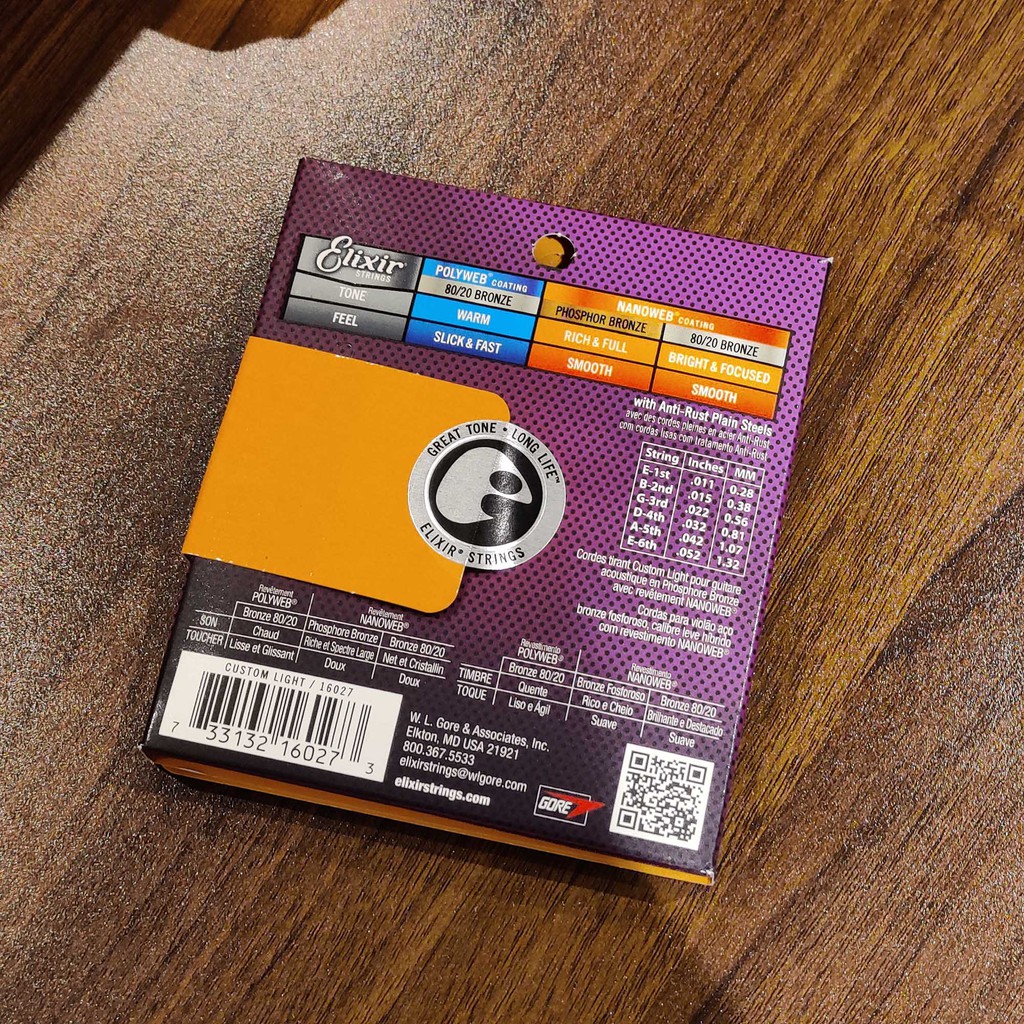 Elixir
STRINGS
POLYWEB® COATING
NANOWEB® COATING
80/20 BRONZE
PHOSPHOR BRONZE
80/20 BRONZE
TONE
WARM
RICH & FULL
BRIGHT & FOCUSED
FEEL
SLICK & FAST
SMOOTH
SMOOTH
with Anti-Rust Plain Steels
avec des cordes pleines en acier Anti-Rust
com cordas lisas com tratamento Anti-Rust
String Inches MM
E-1st .011 0.28
B-2nd .015 0.38
G-3rd .022 0.56
D-4th .032 0.81
A-5th .042 1.07
E-6th .052 1.32
GREAT TONE • LONG LIFE™
ELIXIR® STRINGS
Cordes tirant Custom Light pour guitare
acoustique en Phosphore Bronze
avec revêtement NANOWEB®
Cordas para violão aço
bronze fosforoso, calibre leve híbrido
com revestimento NANOWEB®
Revêtement
POLYWEB®
Revêtement
NANOWEB®
Bronze 80/20
Phosphore Bronze
Bronze 80/20
SON
Chaud
Riche et Spectre Large
Net et Cristallin
TOUCHER
Lisse et Glissant
Doux
Doux
Revestimento
POLYWEB®
Revestimento
NANOWEB®
Bronze 80/20
Bronze Fosforoso
Bronze 80/20
TIMBRE
Quente
Rico e Cheio
Brilhante e Destacado
TOQUE
Liso e Ágil
Suave
Suave
CUSTOM LIGHT / 16027
7 33132 16027 3
W. L. Gore & Associates, Inc.
Elkton, MD USA 21921
800.367.5533
elixirstrings@wlgore.com
elixirstrings.com
GORE